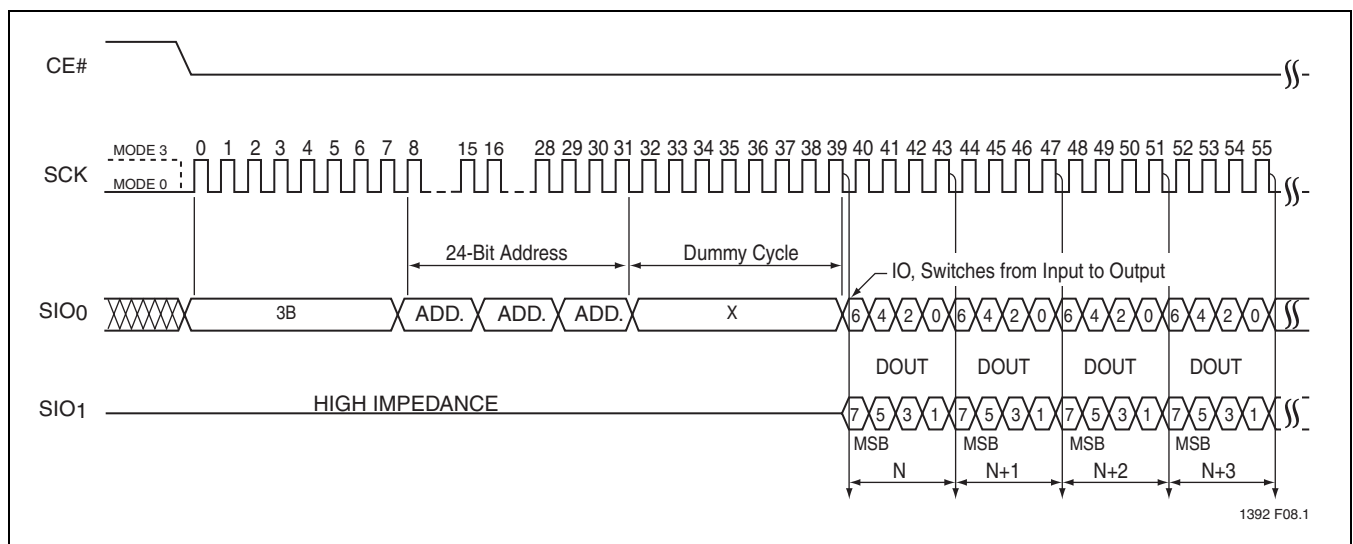 CE#
MODE 3 0 1 2 3 4 5 6 7 8 15 16 28 29 30 31 32 33 34 35 36 37 38 39 40 41 42 43 44 45 46 47 48 49 50 51 52 53 54 55
SCK
MODE 0
24-Bit Address Dummy Cycle
IO, Switches from Input to Output
SIO0 3B ADD. ADD. ADD. X 6 4 2 0 6 4 2 0 6 4 2 0 6 4 2 0
DOUT DOUT DOUT DOUT
SIO1 HIGH IMPEDANCE 7 5 3 1 7 5 3 1 7 5 3 1 7 5 3 1
MSB MSB MSB MSB
N N+1 N+2 N+3
1392 F08.1